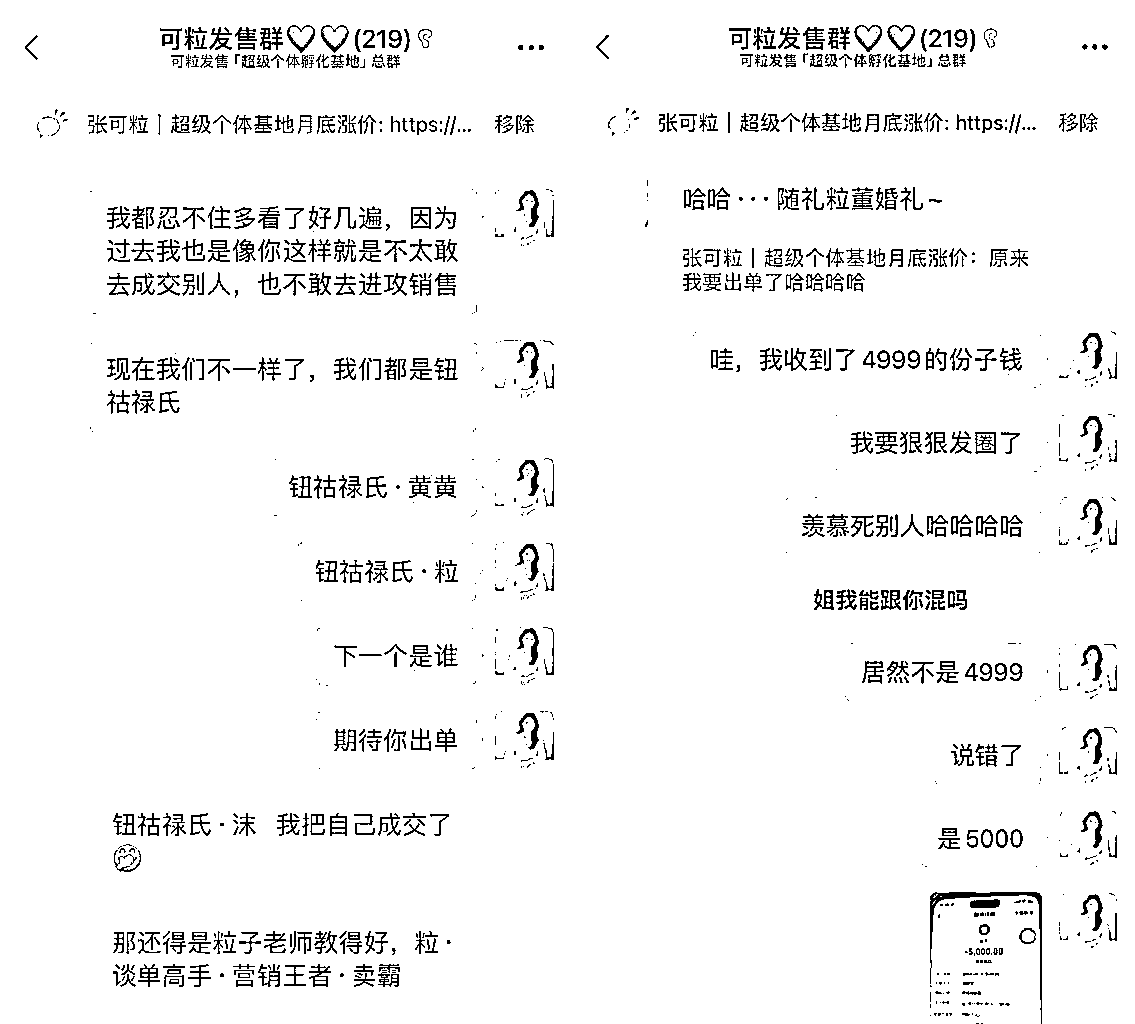 可粒发售群♡♡(219)
可粒发售「超级个体孵化基地」总群
张可粒丨超级个体基地月底涨价: https://... 移除
我都忍不住多看了好几遍，因为
过去我也是像你这样就是不太敢
去成交别人，也不敢去进攻销售
现在我们不一样了，我们都是钮
祜禄氏
钮祜禄氏·黄黄
钮祜禄氏·粒
下一个是谁
期待你出单
钮祜禄氏·沫 我把自己成交了
那还得是粒子老师教得好，粒·
谈单高手·营销王者·卖霸
可粒发售群♡♡(219)
可粒发售「超级个体孵化基地」总群
张可粒丨超级个体基地月底涨价: https://... 移除
哈哈···随礼粒董婚礼~
张可粒丨超级个体基地月底涨价：原来
我要出单了哈哈哈哈
哇，我收到了4999的份子钱
我要狠狠发圈了
羡慕死别人哈哈哈哈
姐我能跟你混吗
居然不是4999
说错了
是5000
-5,000.00